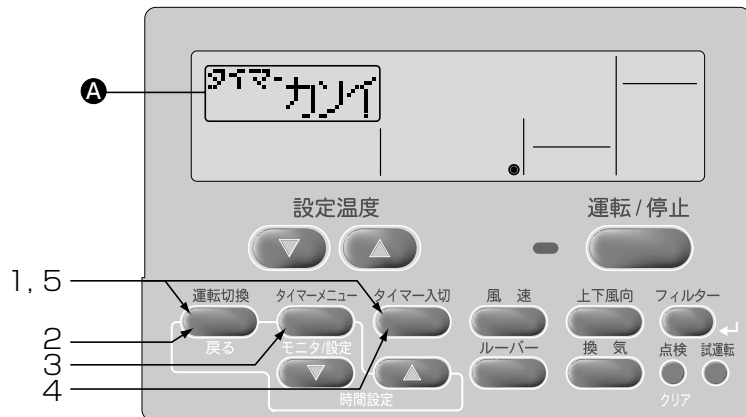 タイマー
カンイ
A
設定温度
運転/停止
1, 5
運転切換 タイマーメニュー タイマー入切 風 速 上下風向 フィルター
2
戻る モニタ/設定 ルーバー 換 気 点検 試運転
3
4
時間設定 クリア